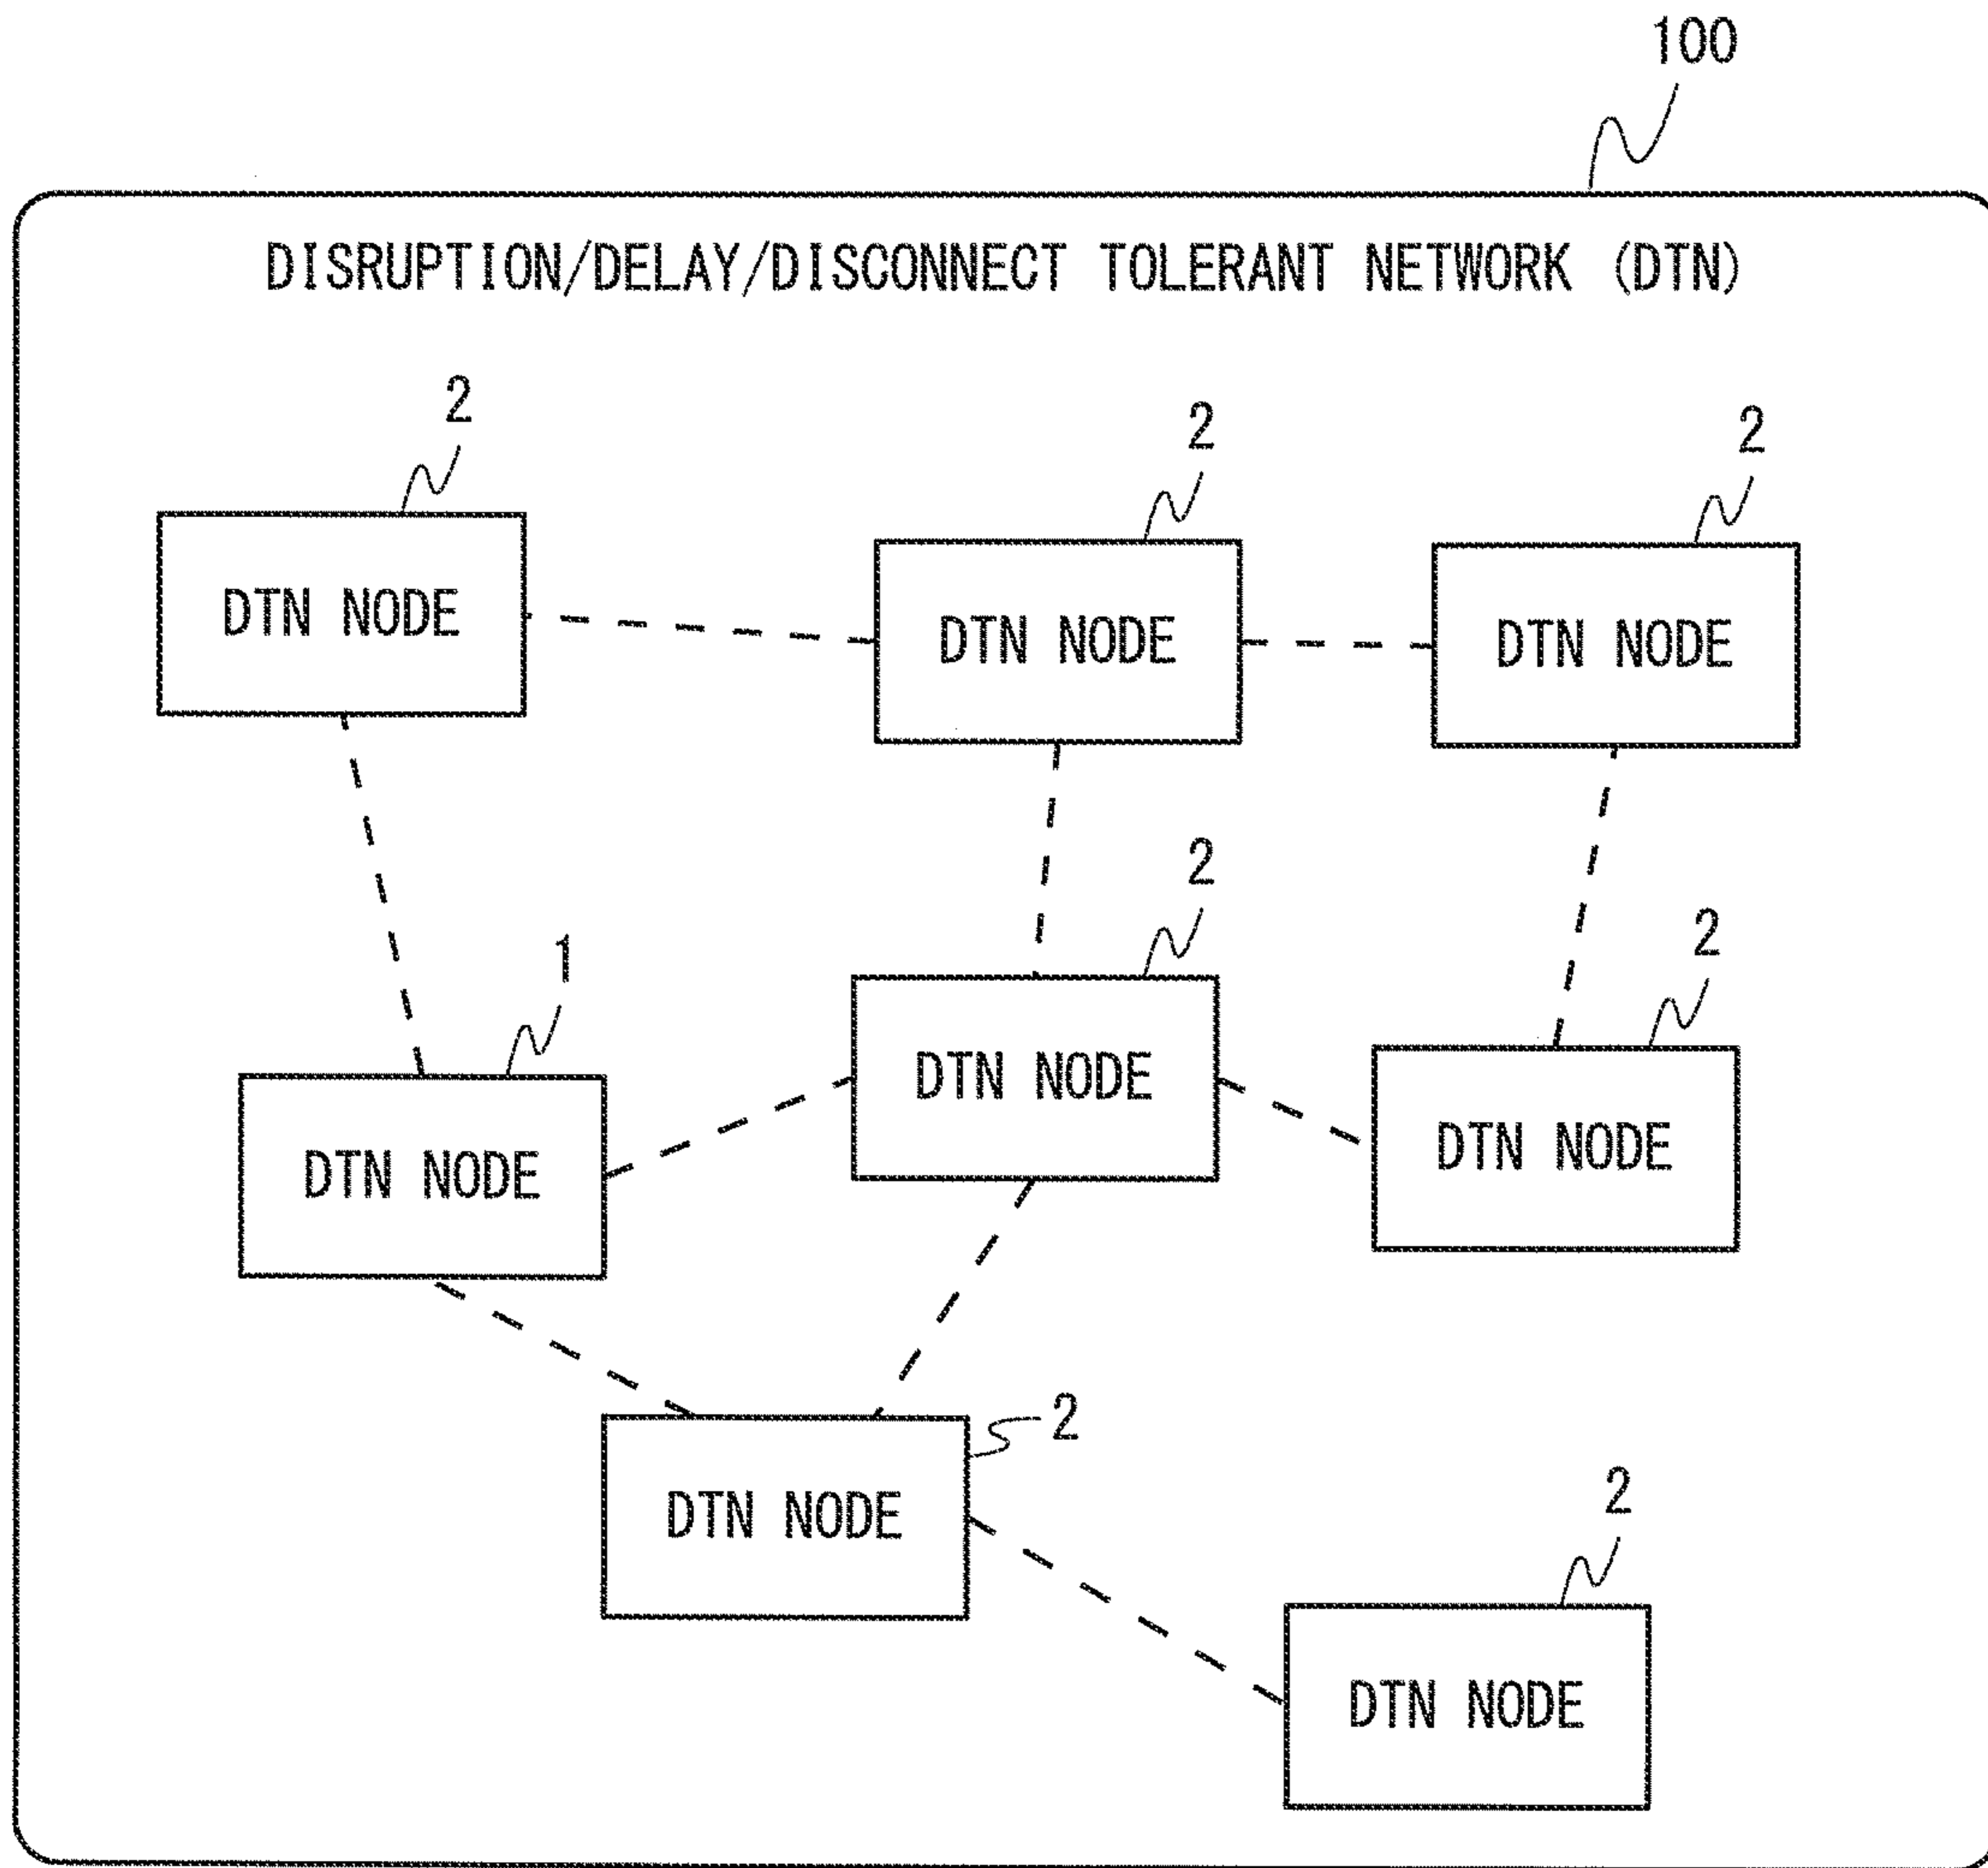 100
DISRUPTION/DELAY/DISCONNECT TOLERANT NETWORK (DTN)
2
2
2
DTN NODE
DTN NODE
DTN NODE
2
2
1
DTN NODE
DTN NODE
DTN NODE
2
DTN NODE
2
DTN NODE